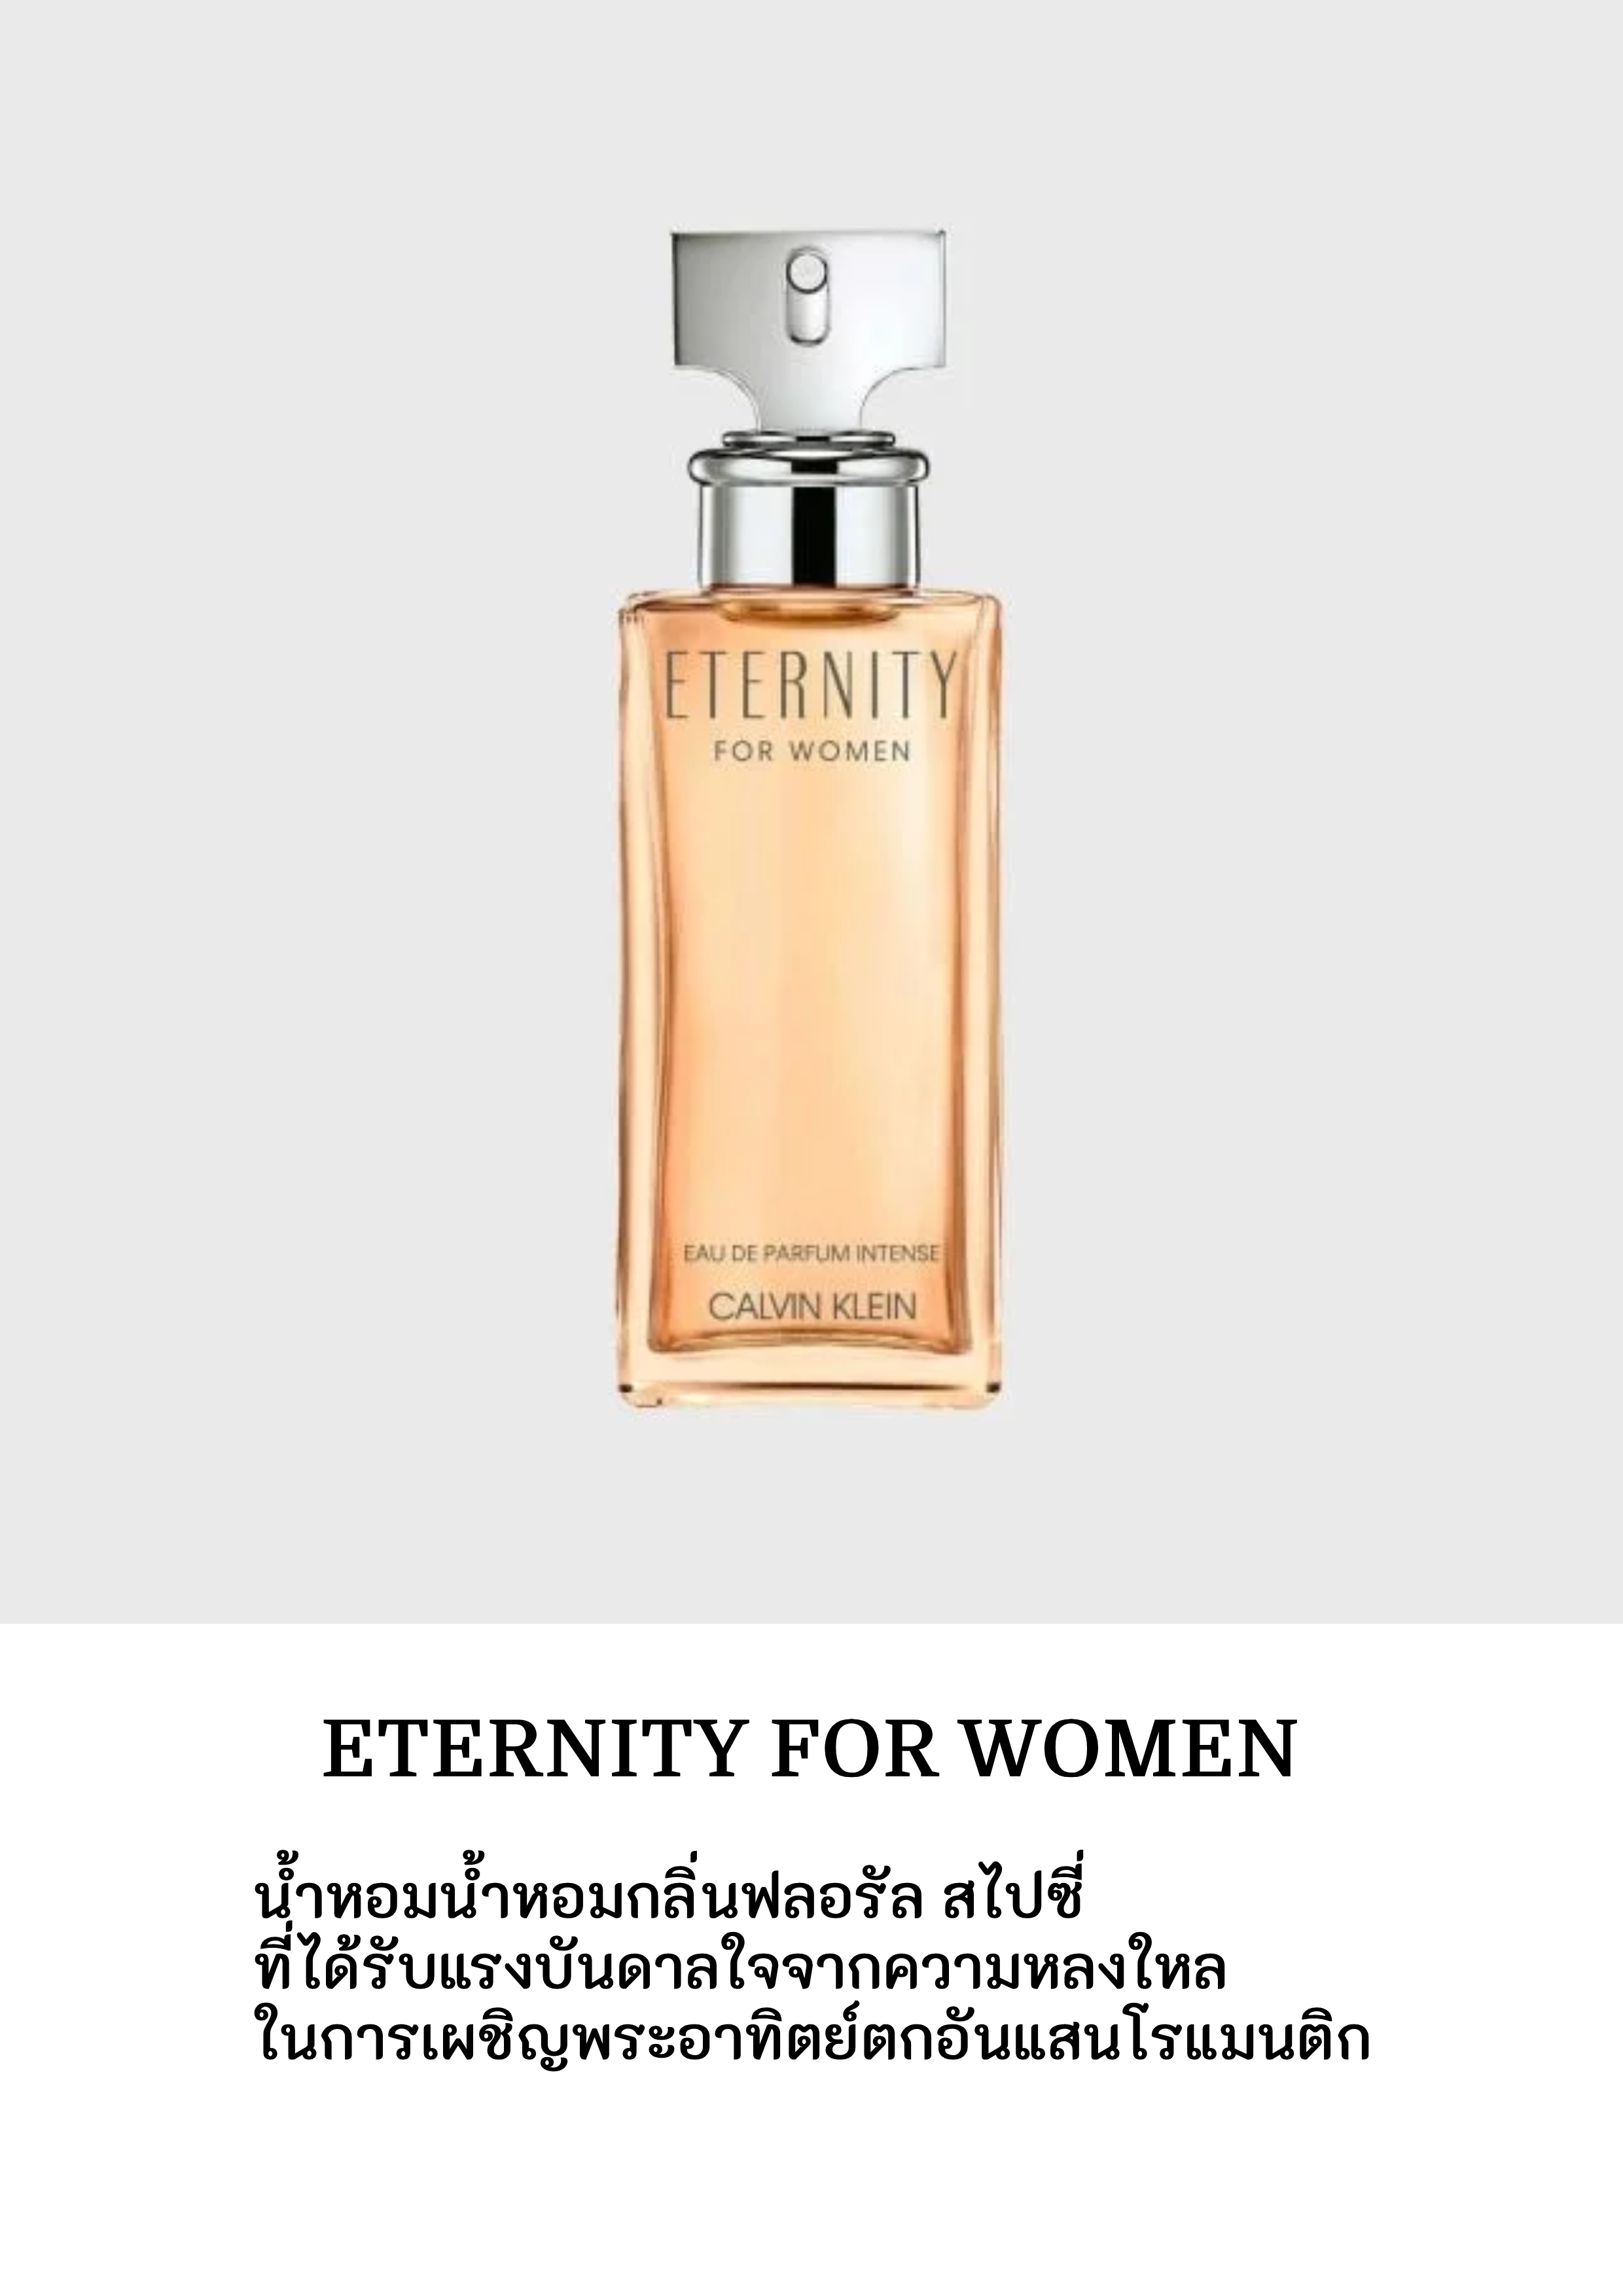 ETERNITY
FOR WOMEN
EAU DE PARFUM INTENSE
CALVIN KLEIN
ETERNITY FOR WOMEN
น้ำหอมน้ำหอมกลิ่นฟลอรัล สไปซี่
ที่ได้รับแรงบันดาลใจจากความหลงใหล
ในการเผชิญพระอาทิตย์ตกอันแสนโรแมนติก